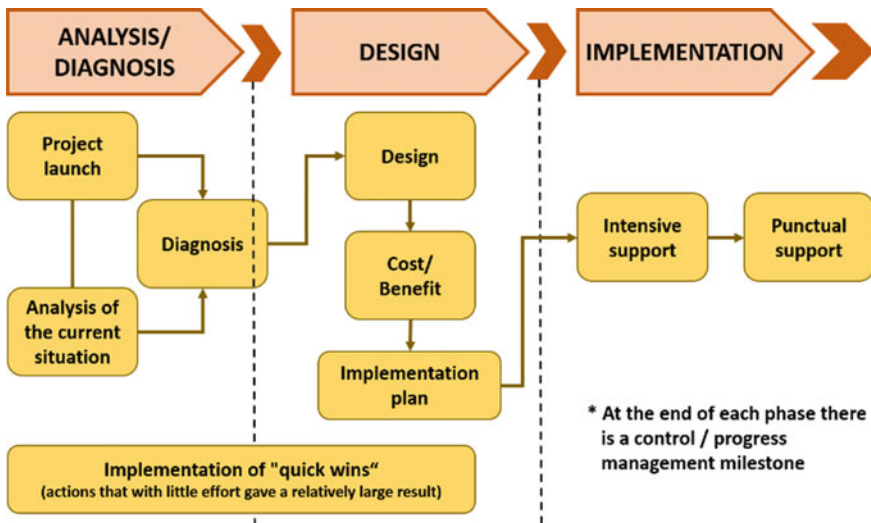 ANALYSIS/
DIAGNOSIS
DESIGN
IMPLEMENTATION
Project
launch
Diagnosis
Analysis of
the current
situation
Design
Cost/
Benefit
Implementation
plan
Intensive
support
Punctual
support
Implementation of "quick wins“
(actions that with little effort gave a relatively large result)
* At the end of each phase there
is a control / progress
management milestone